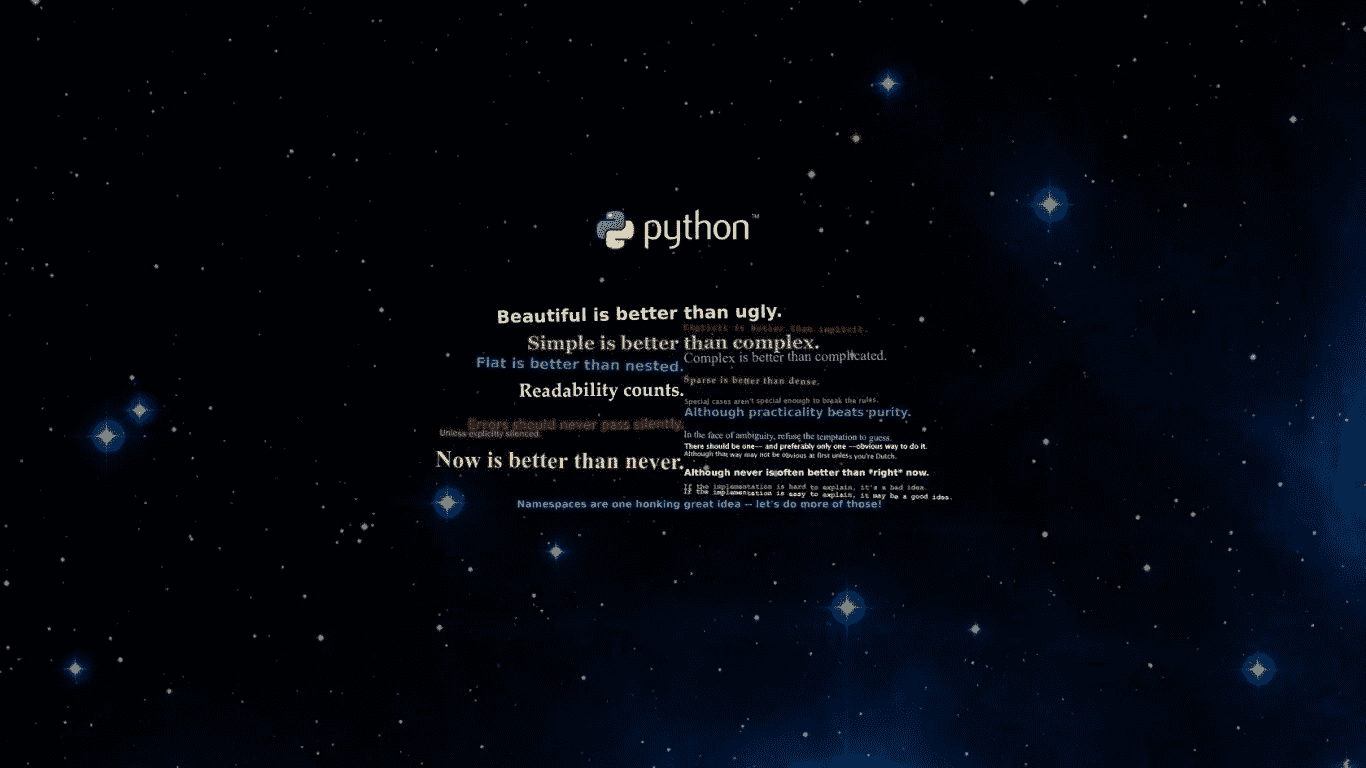 python™
Beautiful is better than ugly.
Explicit is better than implicit.
Simple is better than complex.
Complex is better than complicated.
Flat is better than nested.
Sparse is better than dense.
Readability counts.
Special cases aren't special enough to break the rules.
Although practicality beats purity.
Errors should never pass silently.
Unless explicitly silenced.
In the face of ambiguity, refuse the temptation to guess.
There should be one-- and preferably only one --obvious way to do it.
Although that way may not be obvious at first unless you're Dutch.
Now is better than never.
Although never is often better than *right* now.
If the implementation is hard to explain, it's a bad idea.
If the implementation is easy to explain, it may be a good idea.
Namespaces are one honking great idea -- let's do more of those!